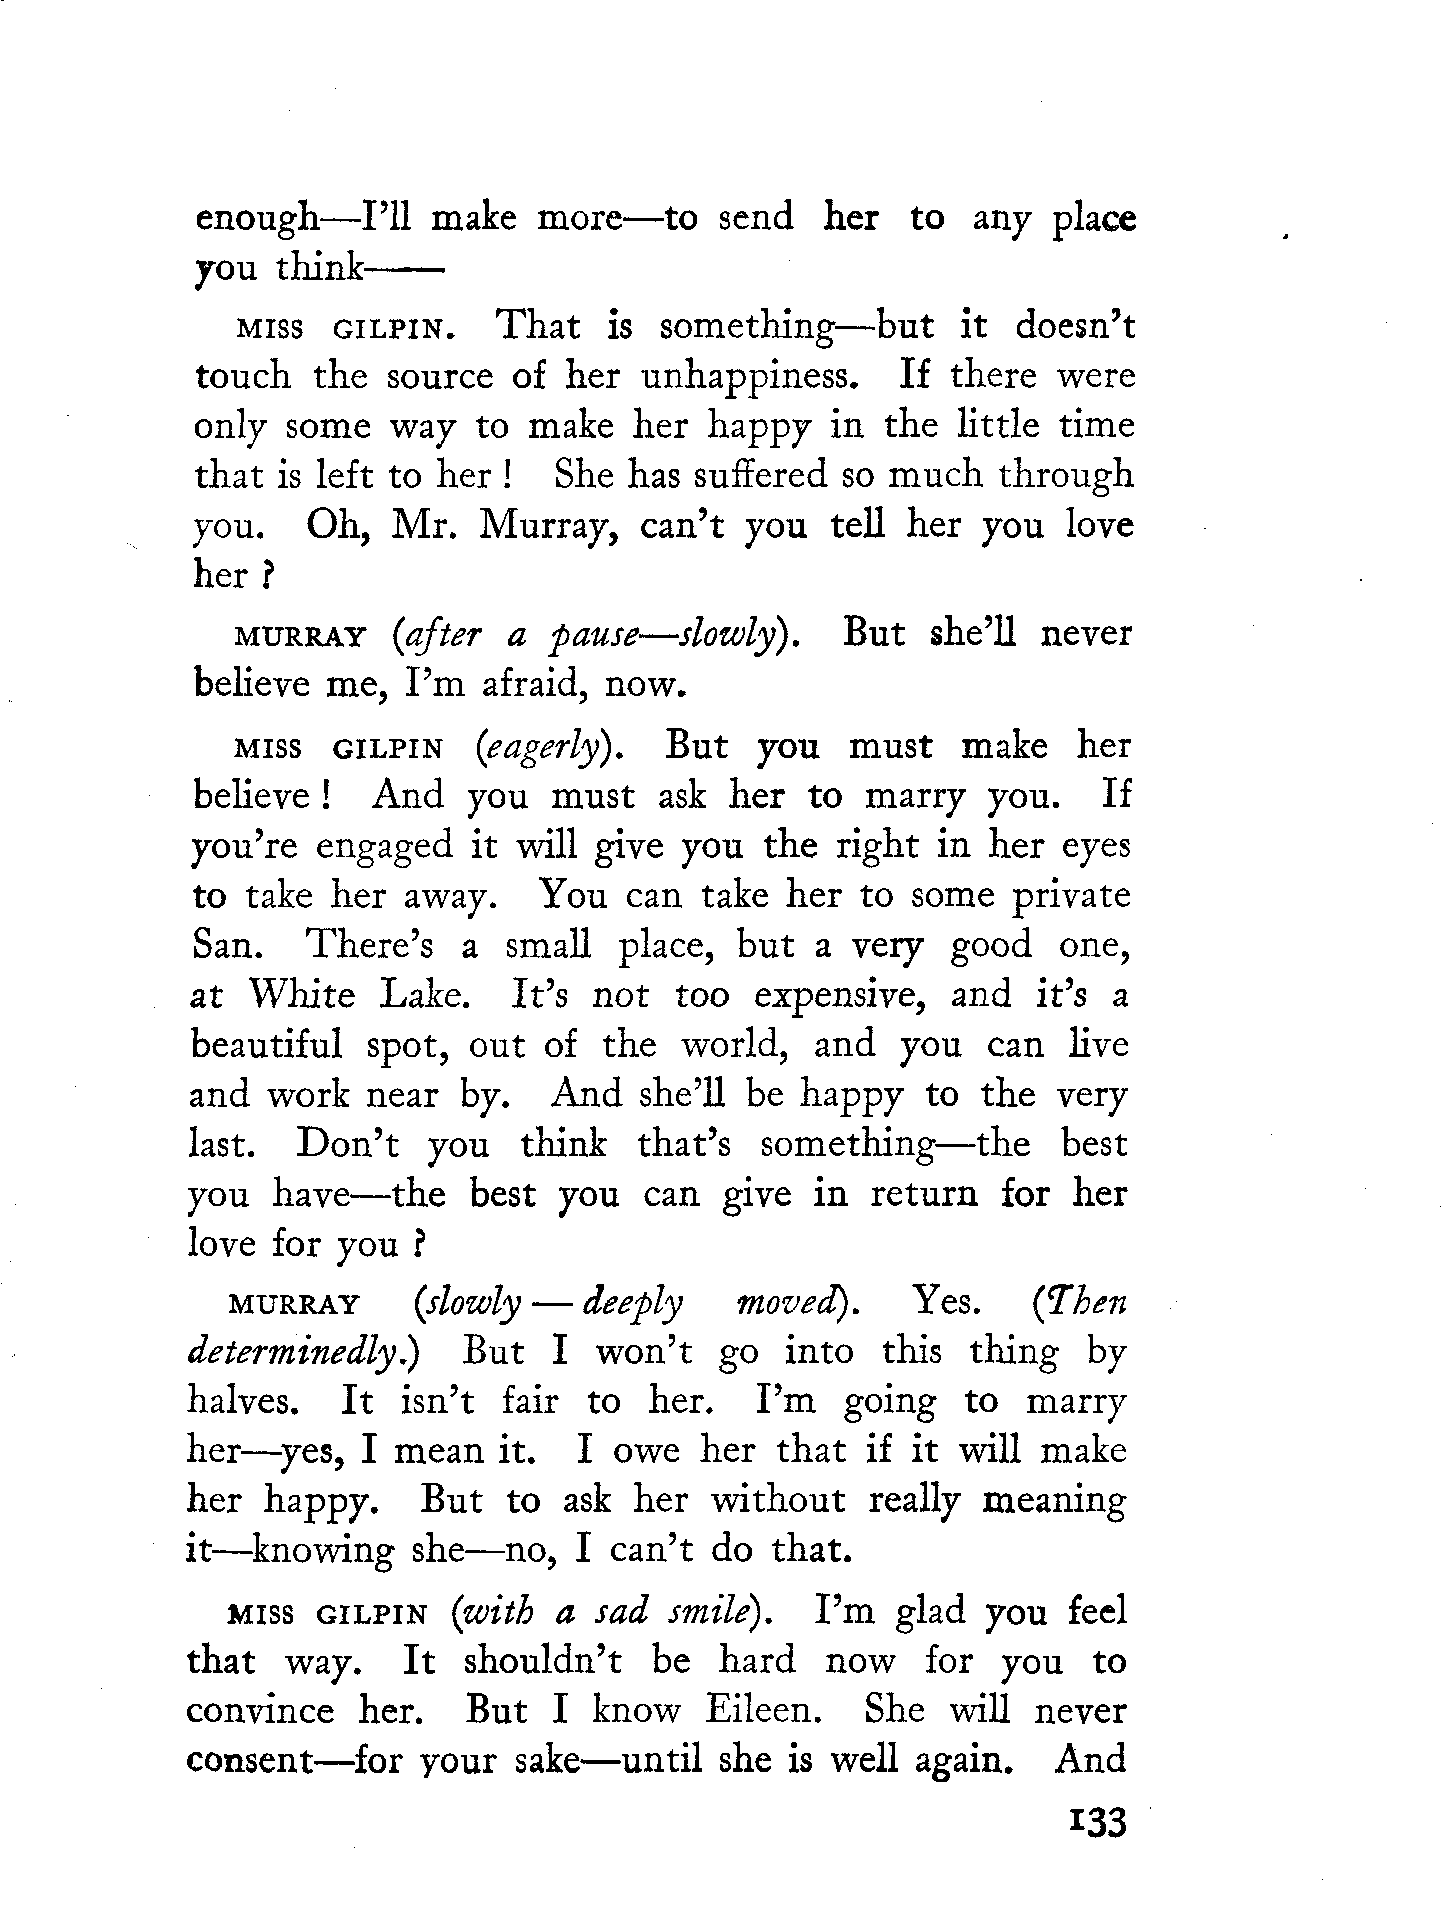 enough—I'll make more—to send her to any place
you think——
MISS GILPIN. That is something—but it doesn't
touch the source of her unhappiness. If there were
only some way to make her happy in the little time
that is left to her ! She has suffered so much through
you. Oh, Mr. Murray, can't you tell her you love
her ?
MURRAY (after a pause—slowly). But she'll never
believe me, I'm afraid, now.
MISS GILPIN (eagerly). But you must make her
believe ! And you must ask her to marry you. If
you're engaged it will give you the right in her eyes
to take her away. You can take her to some private
San. There's a small place, but a very good one,
at White Lake. It's not too expensive, and it's a
beautiful spot, out of the world, and you can live
and work near by. And she'll be happy to the very
last. Don't you think that's something—the best
you have—the best you can give in return for her
love for you ?
MURRAY (slowly — deeply moved). Yes. (Then
determinedly.) But I won't go into this thing by
halves. It isn't fair to her. I'm going to marry
her—yes, I mean it. I owe her that if it will make
her happy. But to ask her without really meaning
it—knowing she—no, I can't do that.
MISS GILPIN (with a sad smile). I'm glad you feel
that way. It shouldn't be hard now for you to
convince her. But I know Eileen. She will never
consent—for your sake—until she is well again. And
133